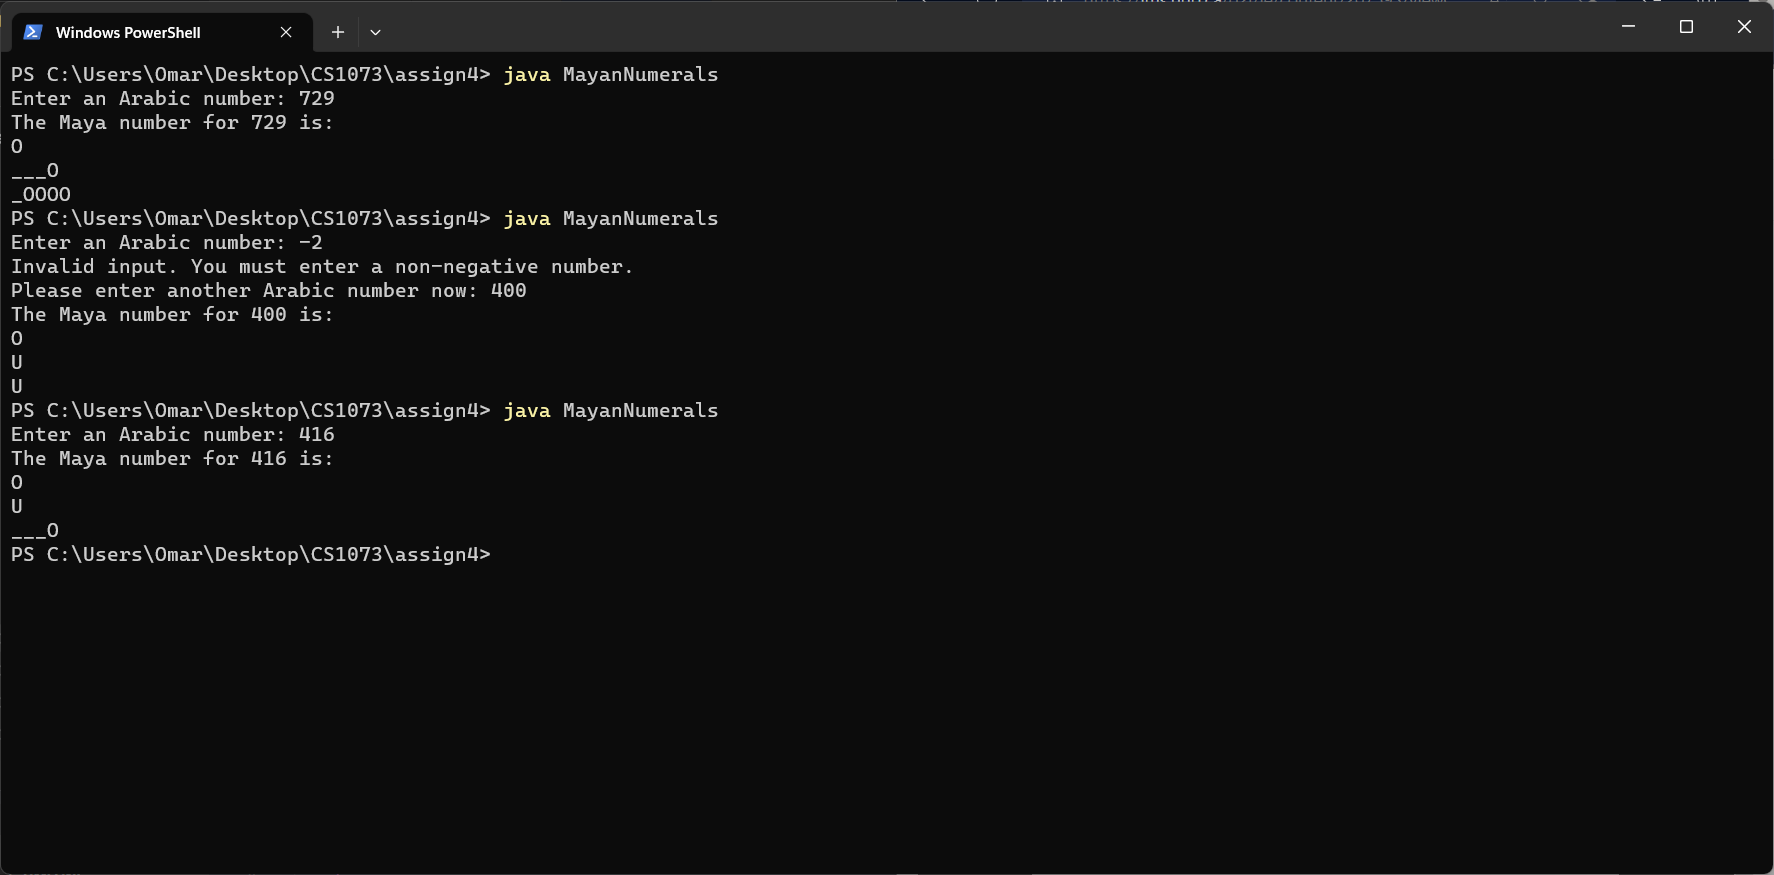 Windows PowerShell
PS C:\Users\Omar\Desktop\CS1073\assign4> java MayanNumerals
Enter an Arabic number: 729
The Maya number for 729 is:
O
___O
_OOOO
PS C:\Users\Omar\Desktop\CS1073\assign4> java MayanNumerals
Enter an Arabic number: -2
Invalid input. You must enter a non-negative number.
Please enter another Arabic number now: 400
The Maya number for 400 is:
O
U
U
PS C:\Users\Omar\Desktop\CS1073\assign4> java MayanNumerals
Enter an Arabic number: 416
The Maya number for 416 is:
O
U
___O
PS C:\Users\Omar\Desktop\CS1073\assign4>